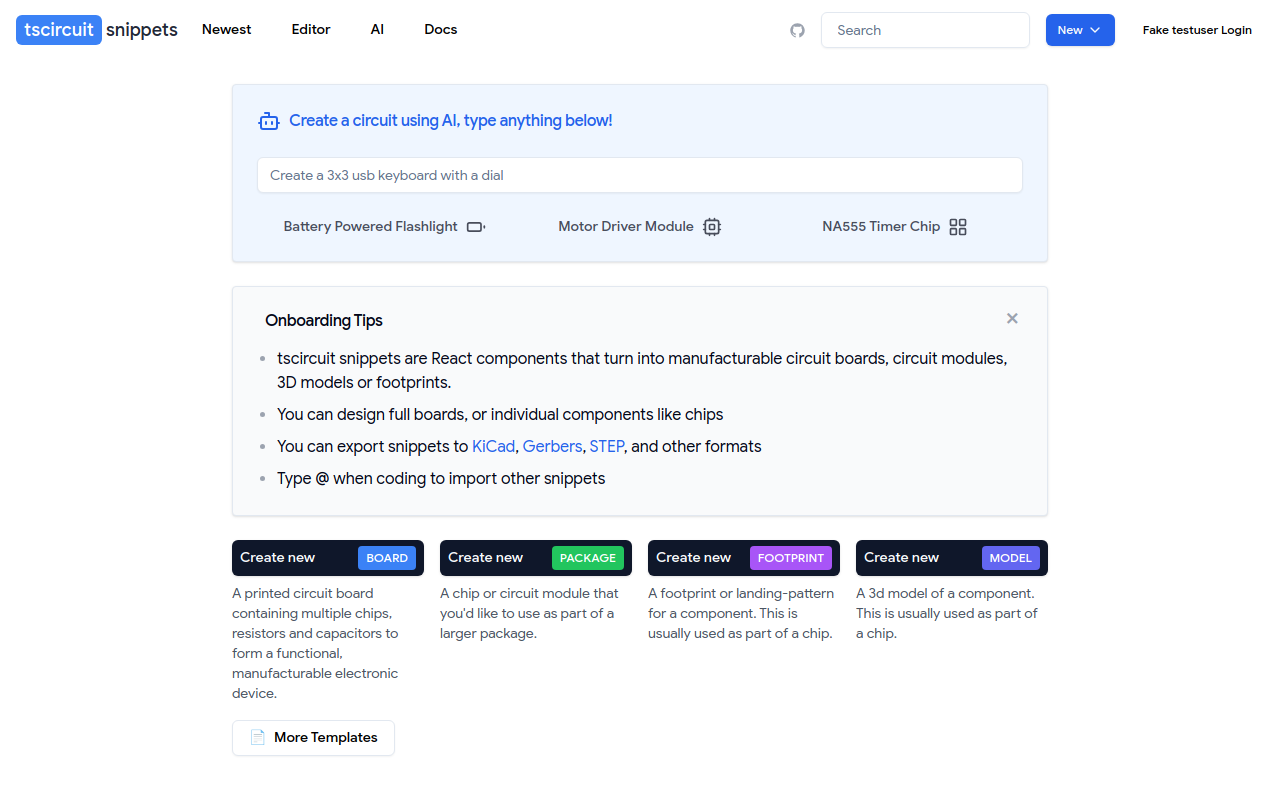 tscircuit snippets Newest Editor AI Docs Search New Fake testuser Login
Create a circuit using AI, type anything below!
Create a 3x3 usb keyboard with a dial
Battery Powered Flashlight Motor Driver Module NA555 Timer Chip
Onboarding Tips
tscircuit snippets are React components that turn into manufacturable circuit boards, circuit modules,
3D models or footprints.
You can design full boards, or individual components like chips
You can export snippets to KiCad, Gerbers, STEP, and other formats
Type @ when coding to import other snippets
Create new BOARD
A printed circuit board
containing multiple chips,
resistors and capacitors to
form a functional,
manufacturable electronic
device.
Create new PACKAGE
A chip or circuit module that
you'd like to use as part of a
larger package.
Create new FOOTPRINT
A footprint or landing-pattern
for a component. This is
usually used as part of a chip.
Create new MODEL
A 3d model of a component.
This is usually used as part of
a chip.
More Templates